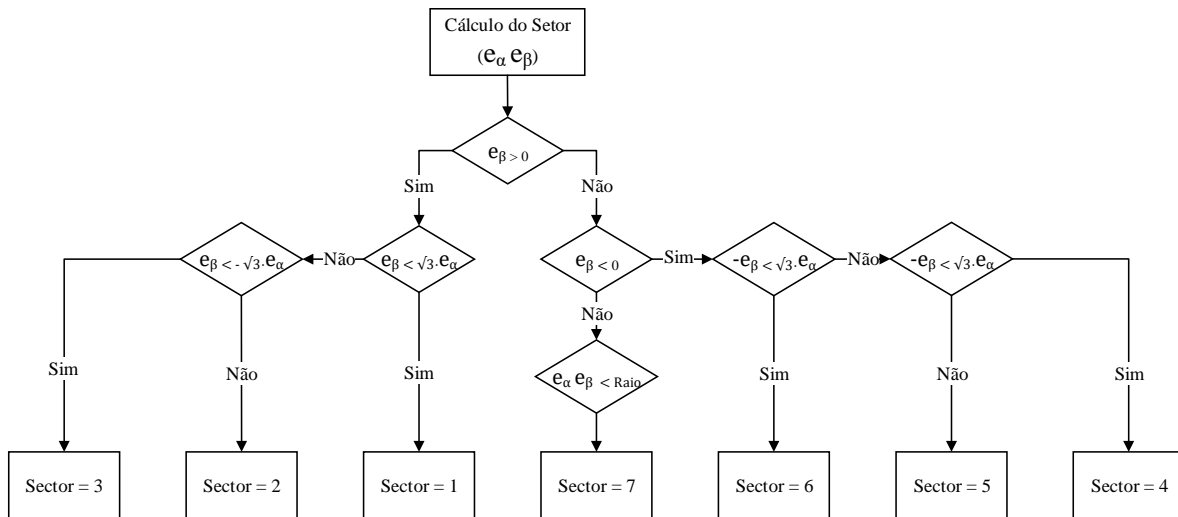 Cálculo do Setor
(eα eβ)
eβ > 0
Sim
Não
eβ < - √3.eα
Não
eβ < √3.eα
eβ < 0
Sim
-eβ < √3.eα
Não
-eβ < √3.eα
Não
eα eβ < Raio
Sim
Não
Sim
Sim
Não
Sim
Sector = 3
Sector = 2
Sector = 1
Sector = 7
Sector = 6
Sector = 5
Sector = 4